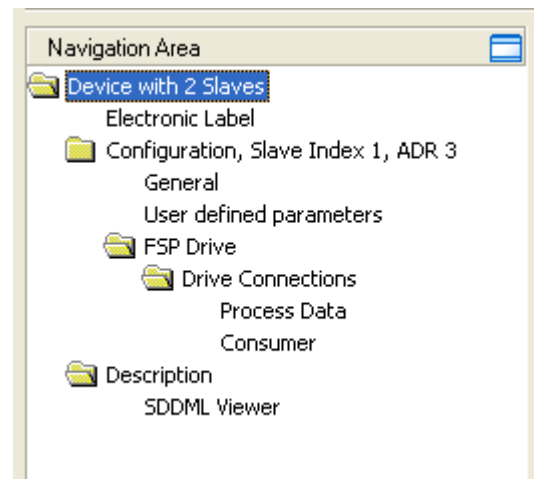 Navigation Area
Device with 2 Slaves
Electronic Label
Configuration, Slave Index 1, ADR 3
General
User defined parameters
FSP Drive
Drive Connections
Process Data
Consumer
Description
SDDML Viewer